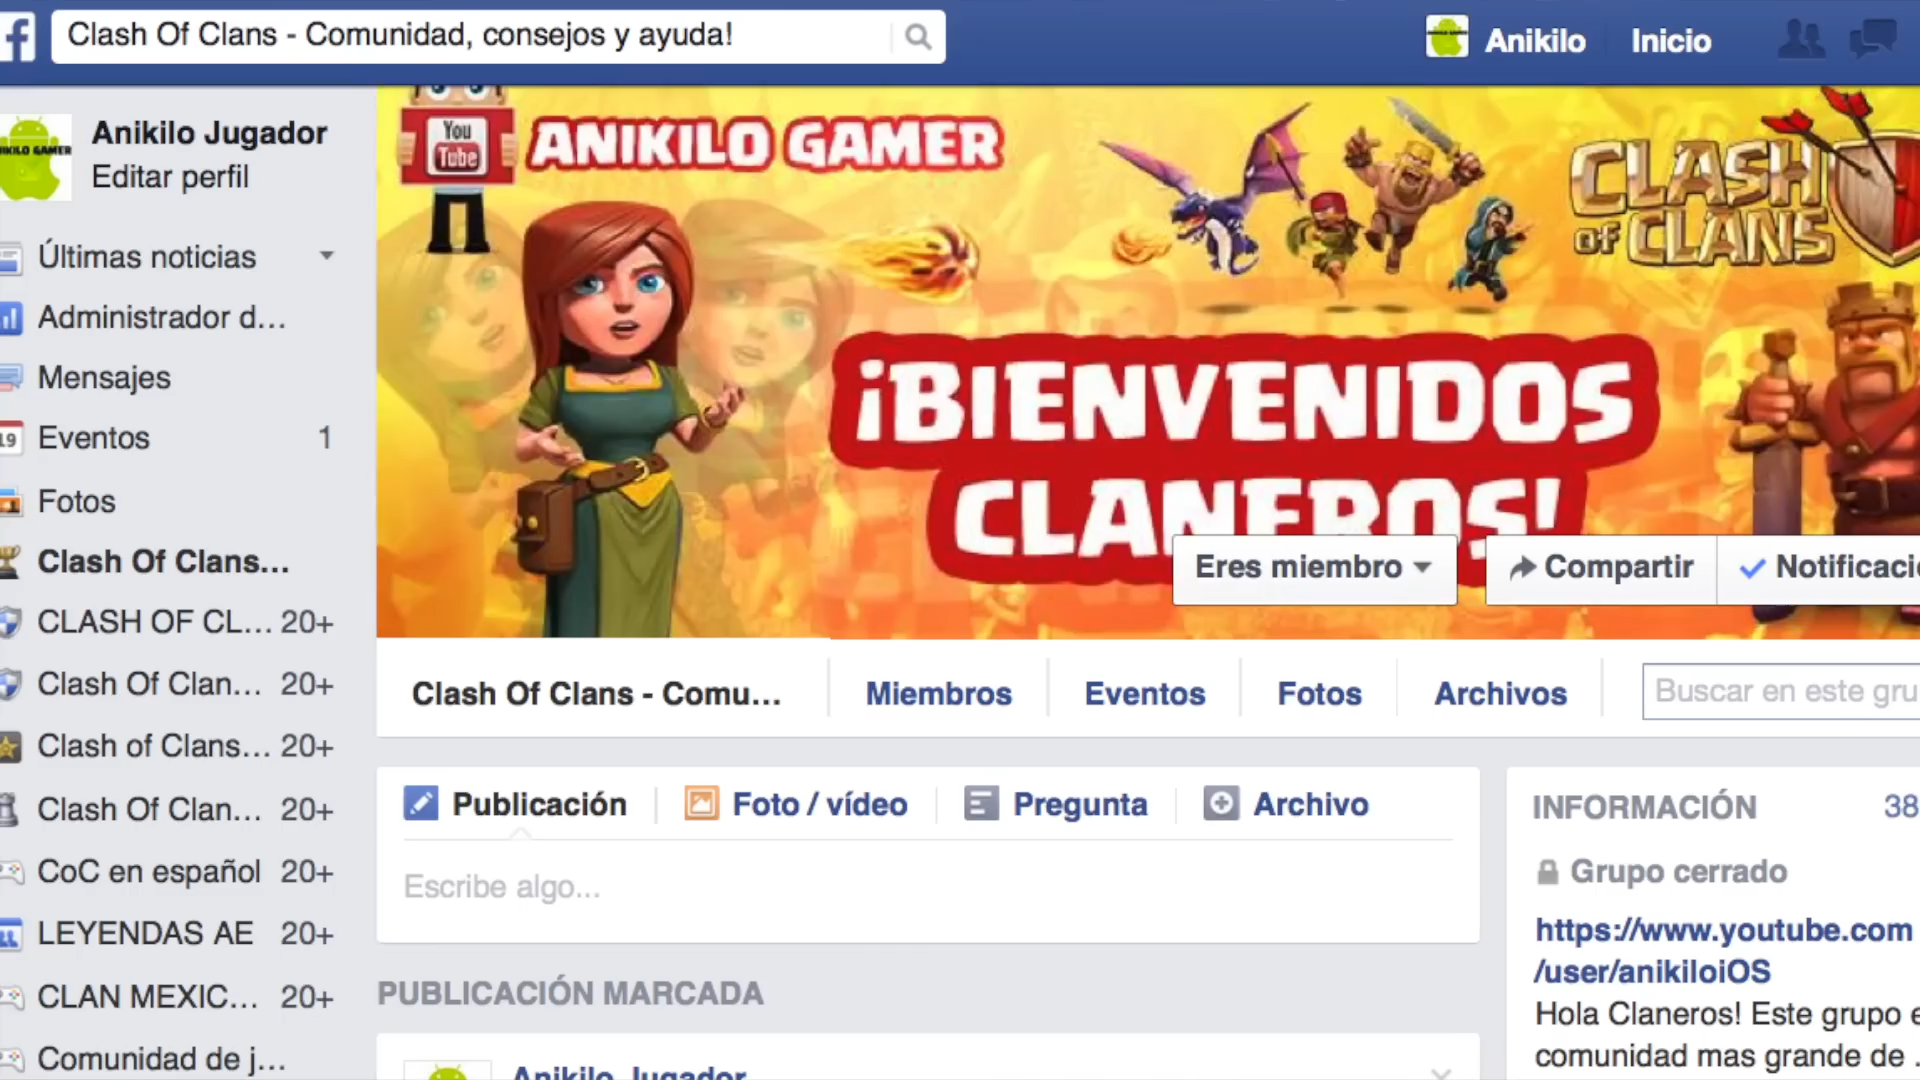 Clash Of Clans - Comunidad, consejos y ayuda!
Anikilo
Inicio
Anikilo Jugador
Editar perfil
Últimas noticias
Administrador d...
Mensajes
Eventos 1
Fotos
Clash Of Clans...
CLASH OF CL... 20+
Clash Of Clan... 20+
Clash of Clans... 20+
Clash Of Clan... 20+
CoC en español 20+
LEYENDAS AE 20+
CLAN MEXIC... 20+
Comunidad de j...
You
Tube
ANIKILO GAMER
CLASH
OF CLANS
¡BIENVENIDOS
CLANEROS!
Eres miembro
Compartir
Notificaci
Clash Of Clans - Comu...
Miembros
Eventos
Fotos
Archivos
Buscar en este gru
Publicación
Foto / vídeo
Pregunta
Archivo
Escribe algo...
PUBLICACIÓN MARCADA
Anikilo Jugador
INFORMACIÓN 38
Grupo cerrado
https://www.youtube.com
/user/anikiloiOS
Hola Claneros! Este grupo e
comunidad mas grande de .